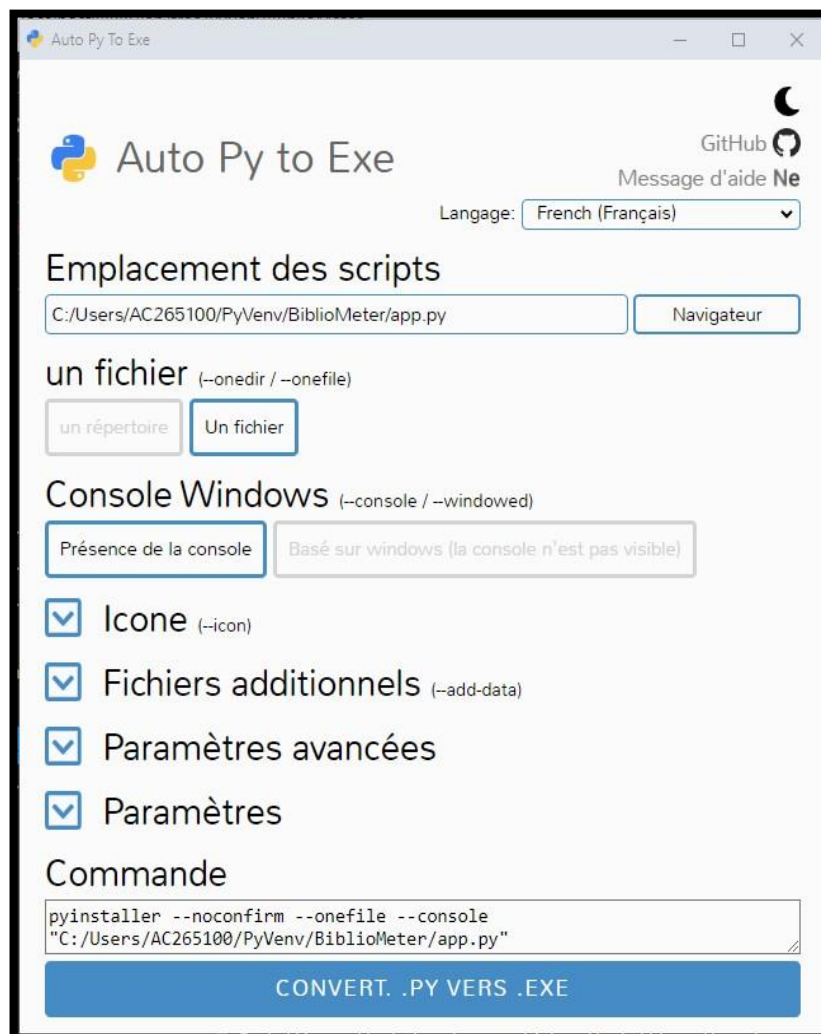 Auto Py To Exe
Auto Py to Exe
GitHub
Message d'aide Ne
Langage: French (Français)
Emplacement des scripts
C:/Users/AC265100/PyVenv/BiblioMeter/app.py Navigateur
un fichier (--onedir / --onefile)
un répertoire Un fichier
Console Windows (--console / --windowed)
Présence de la console Basé sur windows (la console n'est pas visible)
Icone (--icon)
Fichiers additionnels (--add-data)
Paramètres avancées
Paramètres
Commande
pyinstaller --noconfirm --onefile --console
"C:/Users/AC265100/PyVenv/BiblioMeter/app.py"
CONVERT. .PY VERS .EXE